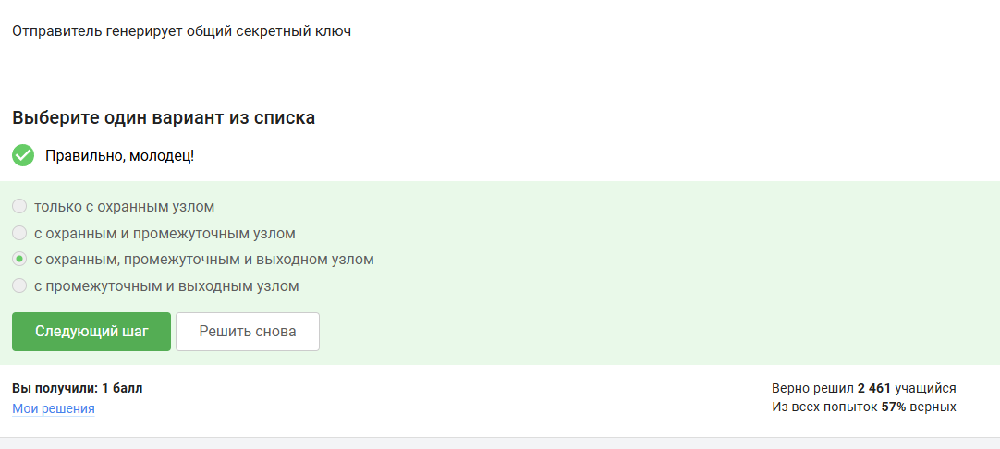 Отправитель генерирует общий секретный ключ
Выберите один вариант из списка
Правильно, молодец!
только с охранным узлом
с охранным и промежуточным узлом
с охранным, промежуточным и выходном узлом
с промежуточным и выходным узлом
Следующий шаг Решить снова
Вы получили: 1 балл Верно решил 2 461 учащийся
Мои решения Из всех попыток 57% верных